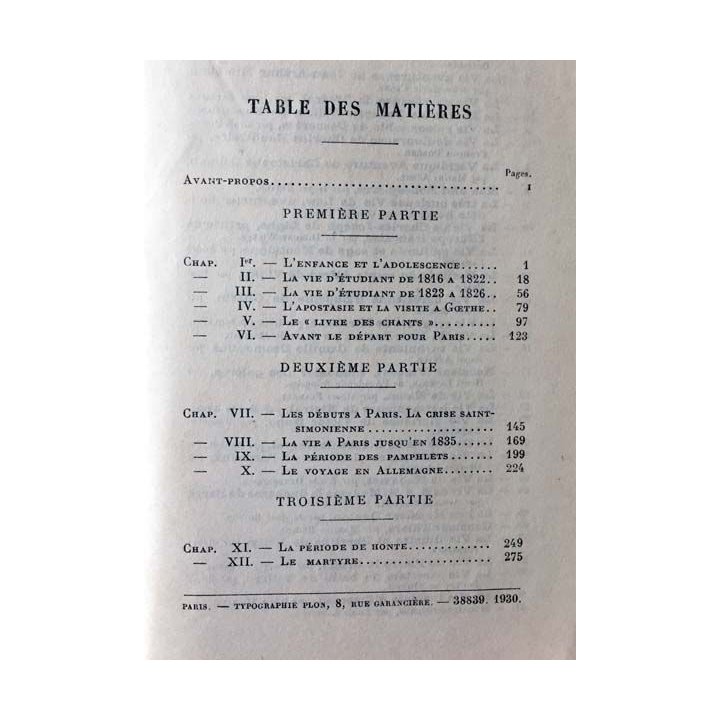 TABLE DES MATIÈRES
Pages.
AVANT-PROPOS................................... I
PREMIÈRE PARTIE
CHAP. Ier. — L'ENFANCE ET L'ADOLESCENCE...... 1
— II. — LA VIE D'ÉTUDIANT DE 1816 A 1822.. 18
— III. — LA VIE D'ÉTUDIANT DE 1823 A 1826.. 56
— IV. — L'APOSTASIE ET LA VISITE A GŒTHE.. 79
— V. — LE « LIVRE DES CHANTS ».......... 97
— VI. — AVANT LE DÉPART POUR PARIS..... 123
DEUXIÈME PARTIE
CHAP. VII. — LES DÉBUTS A PARIS. LA CRISE SAINT-
SIMONIENNE .................. 145
— VIII. — LA VIE A PARIS JUSQU'EN 1835..... 169
— IX. — LA PÉRIODE DES PAMPHLETS....... 199
— X. — LE VOYAGE EN ALLEMAGNE........ 224
TROISIÈME PARTIE
CHAP. XI. — LA PÉRIODE DE HONTE............. 249
— XII. — LE MARTYRE................... 275
PARIS. — TYPOGRAPHIE PLON, 8, RUE GARANCIÈRE. — 38839. 1930.